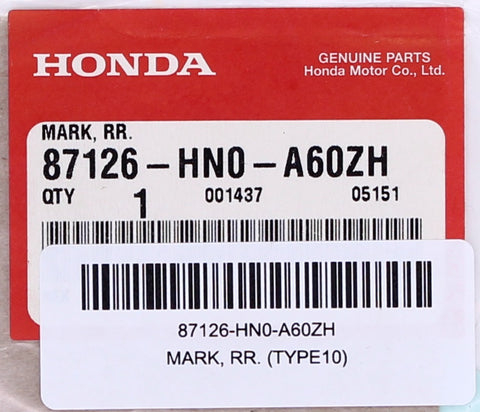 HONDA
GENUINE PARTS
Honda Motor Co., Ltd.
MARK, RR.
87126-HN0-A60ZH
QTY 1 001437 05151
87126-HN0-A60ZH
MARK, RR. (TYPE10)